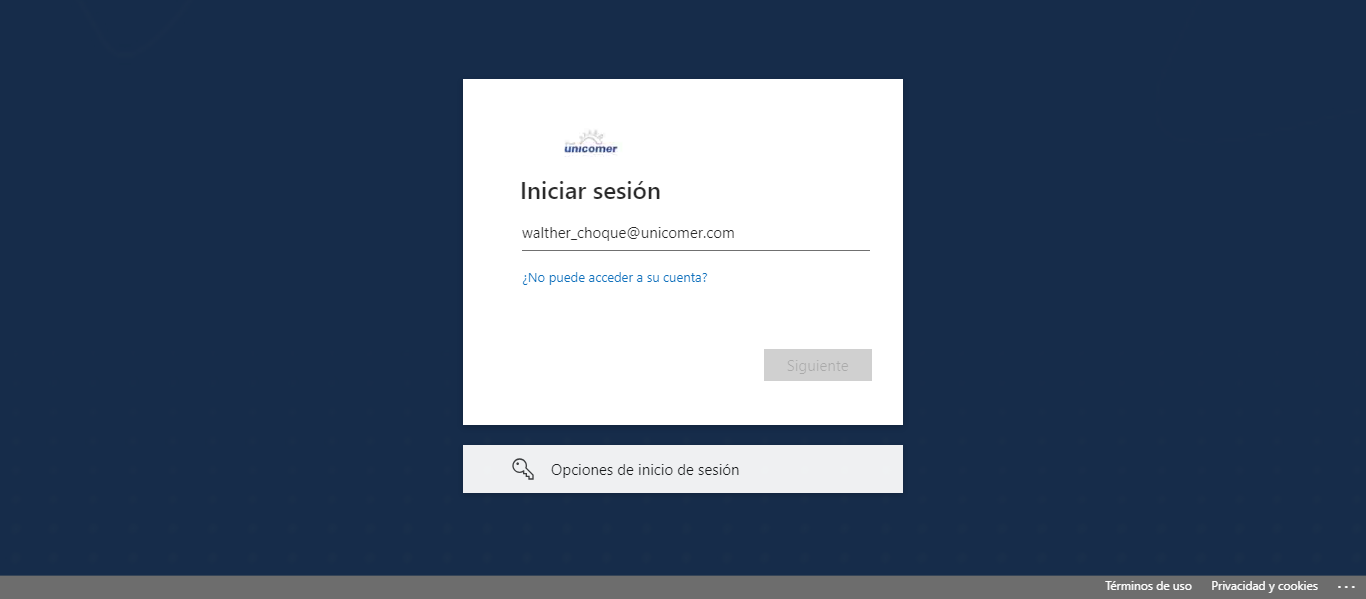 unicomer
Iniciar sesión
walther_choque@unicomer.com
¿No puede acceder a su cuenta?
Siguiente
Opciones de inicio de sesión
Términos de uso Privacidad y cookies ...